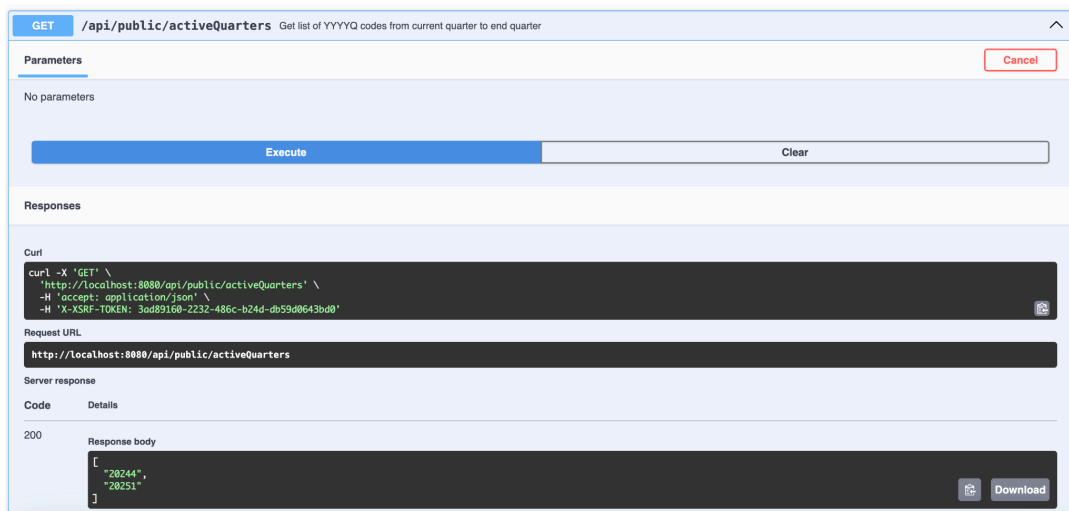 GET /api/public/activeQuarters Get list of YYYYQ codes from current quarter to end quarter
Parameters
Cancel
No parameters
Execute
Clear
Responses
Curl
curl -X 'GET' \
'http://localhost:8080/api/public/activeQuarters' \
-H 'accept: application/json' \
-H 'X-XSRF-TOKEN: 3ad89160-2232-486c-b24d-db59d0643bd0'
Request URL
http://localhost:8080/api/public/activeQuarters
Server response
Code Details
200
Response body
[
"20244",
"20251"
]
Download